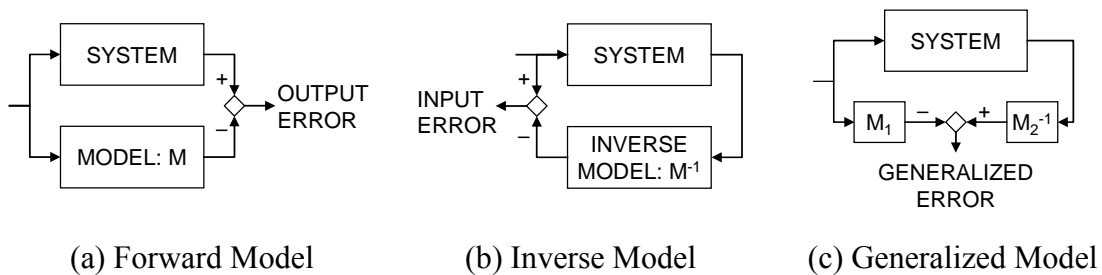 SYSTEM
+
OUTPUT
ERROR
−
MODEL: M
(a) Forward Model
SYSTEM
+
INPUT
ERROR
−
INVERSE
MODEL: M⁻¹
(b) Inverse Model
SYSTEM
M₁
−
+
M₂⁻¹
GENERALIZED
ERROR
(c) Generalized Model